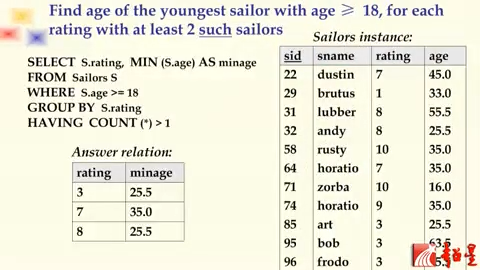 Find age of the youngest sailor with age ≥ 18, for each
rating with at least 2 such sailors
SELECT S.rating, MIN (S.age) AS minage
FROM Sailors S
WHERE S.age >= 18
GROUP BY S.rating
HAVING COUNT (*) > 1
Answer relation:
rating minage
3 25.5
7 35.0
8 25.5
Sailors instance:
sid sname rating age
22 dustin 7 45.0
29 brutus 1 33.0
31 lubber 8 55.5
32 andy 8 25.5
58 rusty 10 35.0
64 horatio 7 35.0
71 zorba 10 16.0
74 horatio 9 35.0
85 art 3 25.5
95 bob 3 63.5
96 frodo 3